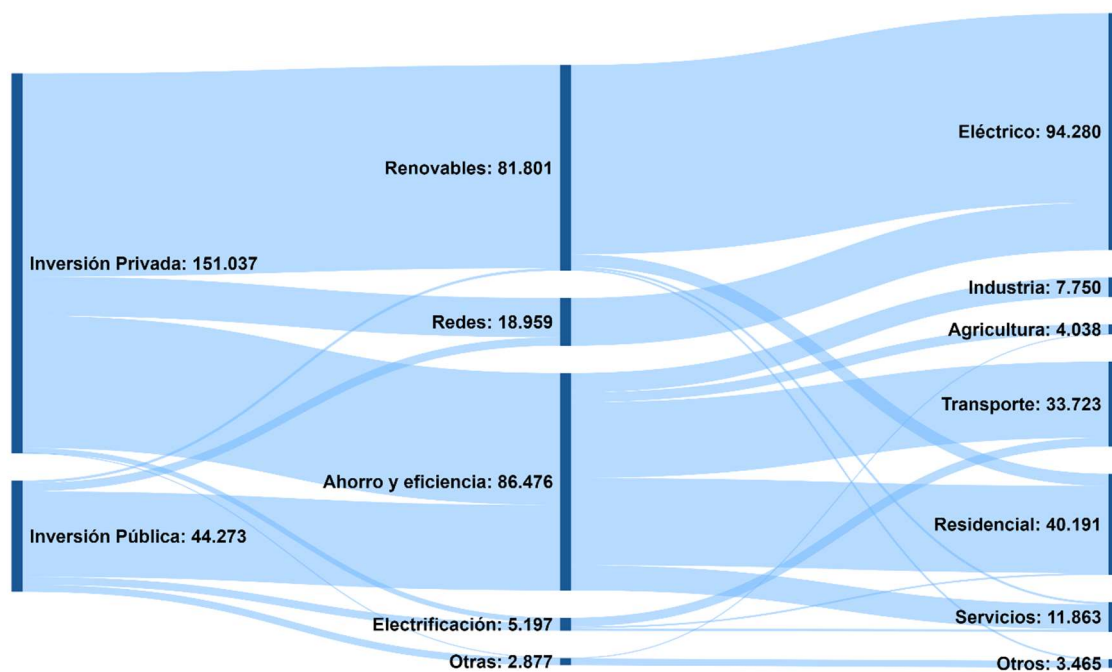 Inversión Privada: 151.037
Inversión Pública: 44.273
Renovables: 81.801
Redes: 18.959
Ahorro y eficiencia: 86.476
Electrificación: 5.197
Otras: 2.877
Eléctrico: 94.280
Industria: 7.750
Agricultura: 4.038
Transporte: 33.723
Residencial: 40.191
Servicios: 11.863
Otros: 3.465